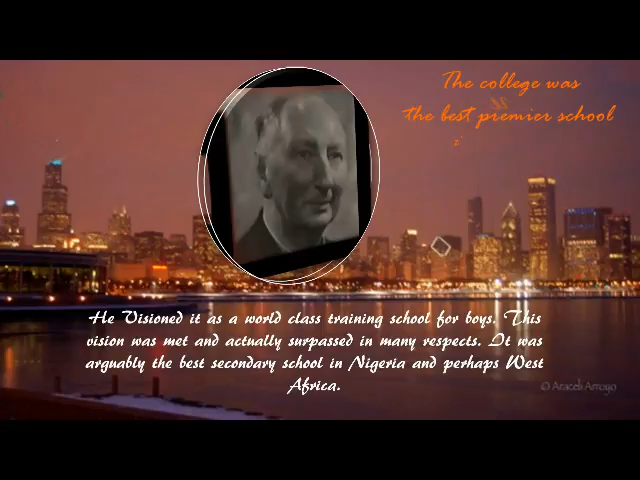 The college was
the best premier school
He Visioned it as a world class training school for boys. This
vision was met and actually surpassed in many respects. It was
arguably the best secondary school in Nigeria and perhaps West
Africa.
© Araceli Arroyo